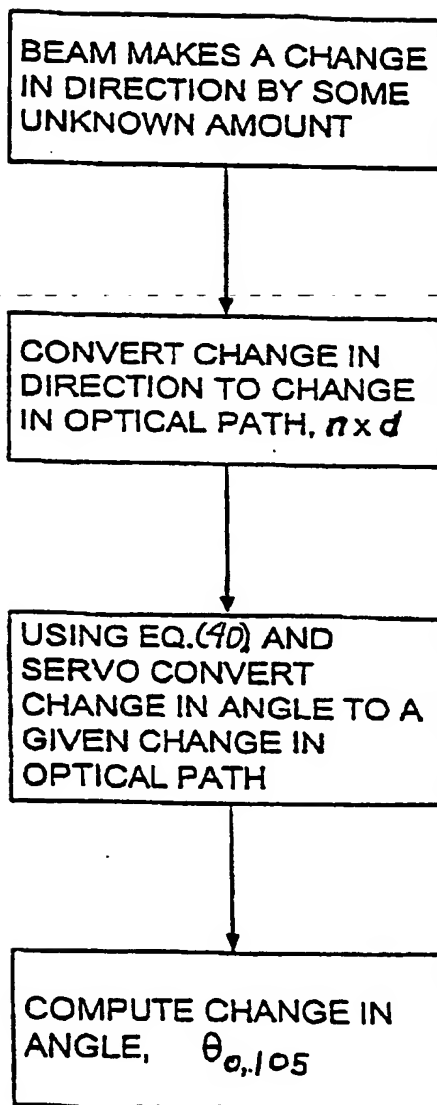 BEAM MAKES A CHANGE
IN DIRECTION BY SOME
UNKNOWN AMOUNT
CONVERT CHANGE IN
DIRECTION TO CHANGE
IN OPTICAL PATH, n x d
USING EQ.(40) AND
SERVO CONVERT
CHANGE IN ANGLE TO A
GIVEN CHANGE IN
OPTICAL PATH
COMPUTE CHANGE IN
ANGLE, θ0,105